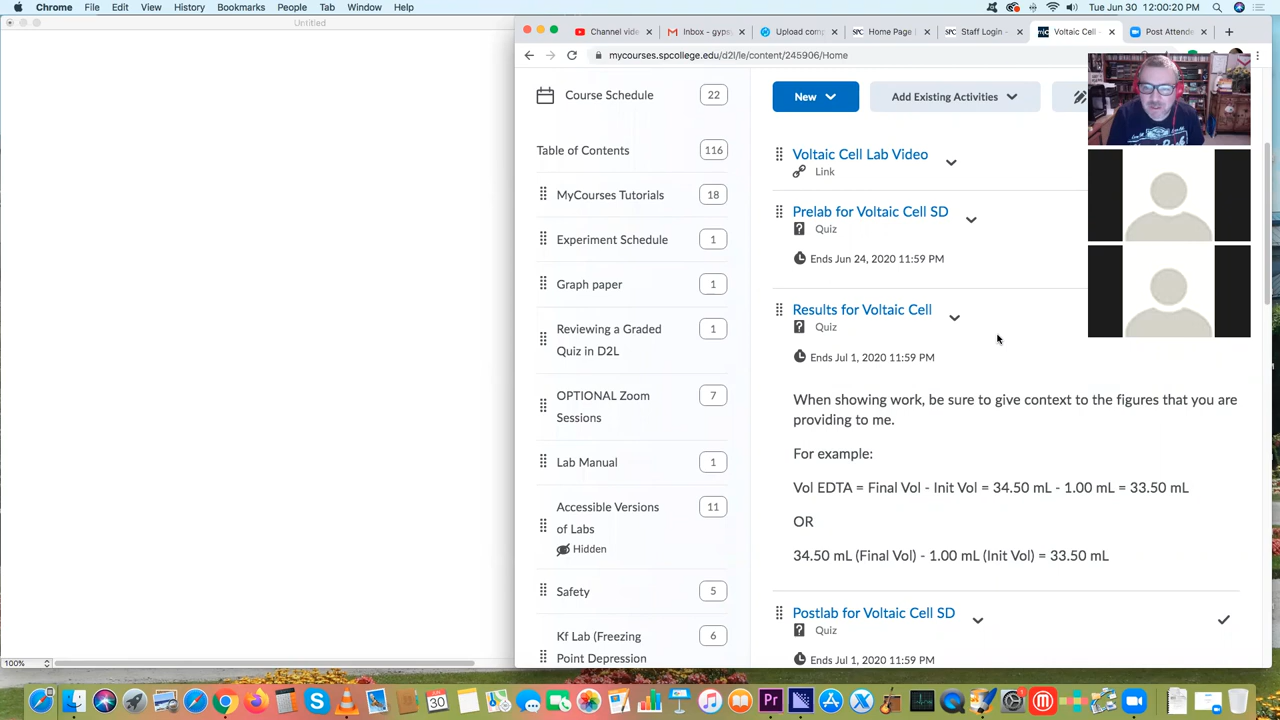 Chrome File Edit View History Bookmarks People Tab Window Help
Tue Jun 30 12:00:20 PM
Untitled
Channel vide
Inbox - gyps
Upload comp
Home Page
Staff Login -
Voltaic Cell -
Post Attende
mycourses.spcollege.edu/d2l/le/content/245906/Home
Course Schedule 22
Table of Contents 116
MyCourses Tutorials 18
Experiment Schedule 1
Graph paper 1
Reviewing a Graded 1
Quiz in D2L
OPTIONAL Zoom 7
Sessions
Lab Manual 1
Accessible Versions 11
of Labs
Hidden
Safety 5
Kf Lab (Freezing 6
Point Depression
New
Add Existing Activities
Voltaic Cell Lab Video
Link
Prelab for Voltaic Cell SD
Quiz
Ends Jun 24, 2020 11:59 PM
Results for Voltaic Cell
Quiz
Ends Jul 1, 2020 11:59 PM
When showing work, be sure to give context to the figures that you are
providing to me.
For example:
Vol EDTA = Final Vol - Init Vol = 34.50 mL - 1.00 mL = 33.50 mL
OR
34.50 mL (Final Vol) - 1.00 mL (Init Vol) = 33.50 mL
Postlab for Voltaic Cell SD
Quiz
Ends Jul 1, 2020 11:59 PM
100%